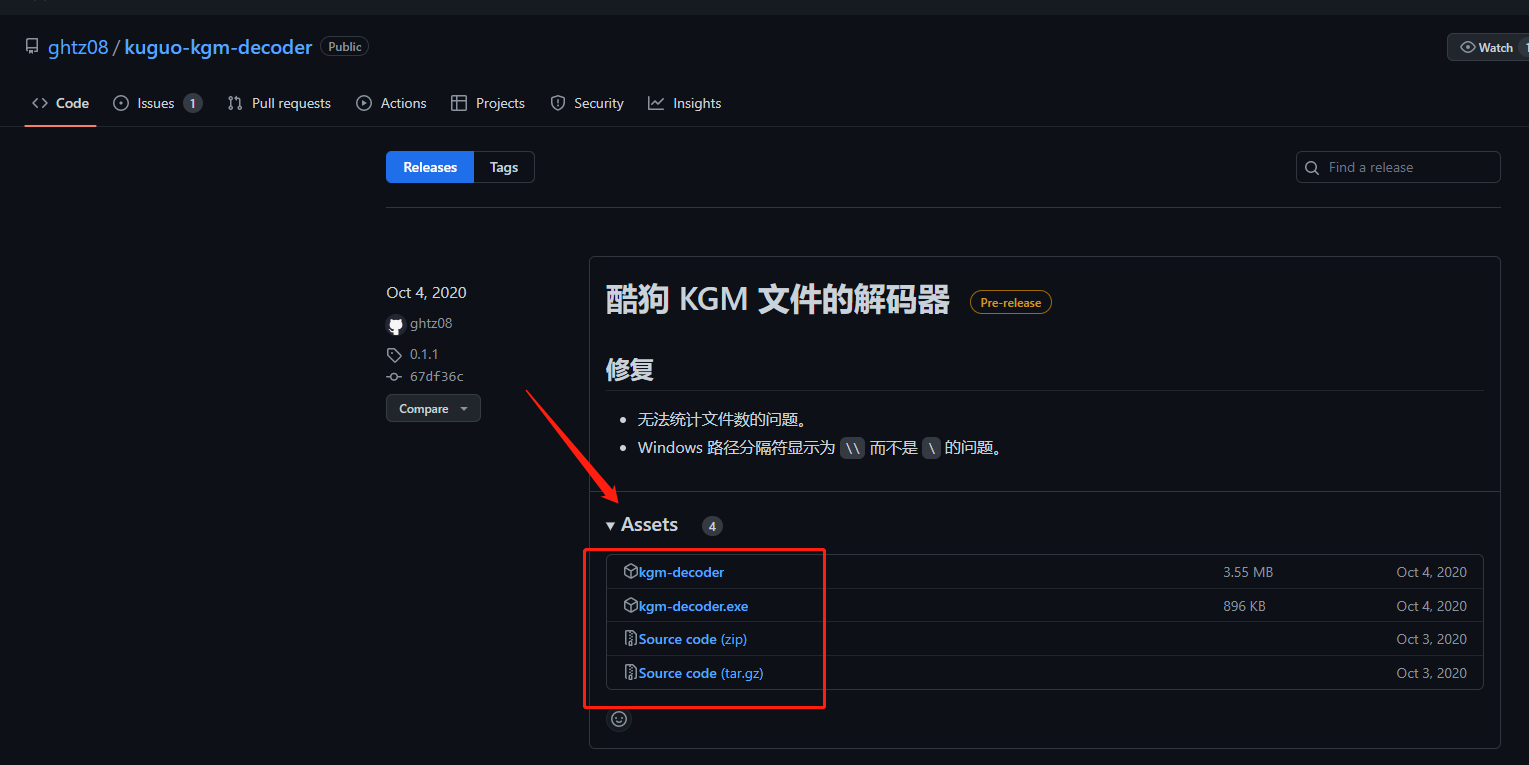 ghtz08 / kuguo-kgm-decoder Public
Watch 1
Code Issues 1 Pull requests Actions Projects Security Insights
Releases Tags
Find a release
Oct 4, 2020
ghtz08
0.1.1
67df36c
Compare
酷狗 KGM 文件的解码器 Pre-release
修复
无法统计文件数的问题。
Windows 路径分隔符显示为 \\ 而不是 \ 的问题。
Assets 4
kgm-decoder 3.55 MB Oct 4, 2020
kgm-decoder.exe 896 KB Oct 4, 2020
Source code (zip) Oct 3, 2020
Source code (tar.gz) Oct 3, 2020